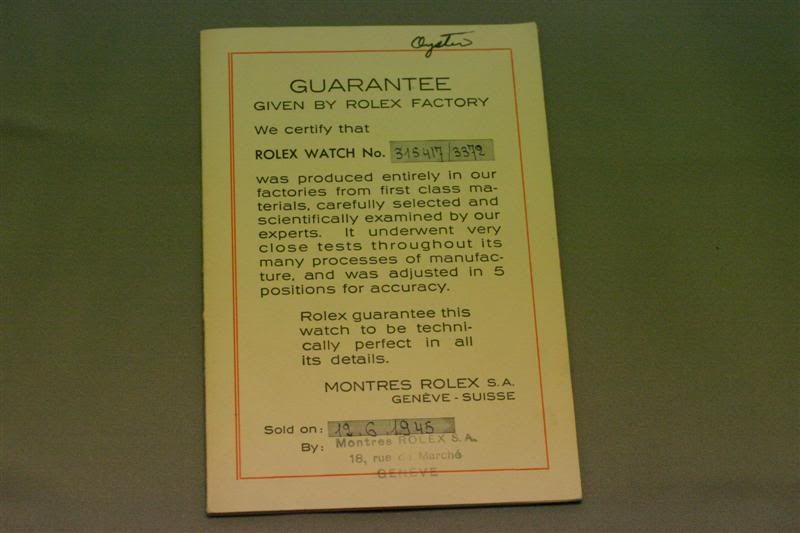 Oyster
GUARANTEE
GIVEN BY ROLEX FACTORY
We certify that
ROLEX WATCH No. 315417/3372
was produced entirely in our
factories from first class ma-
terials, carefully selected and
scientifically examined by our
experts. It underwent very
close tests throughout its
many processes of manufac-
ture, and was adjusted in 5
positions for accuracy.
Rolex guarantee this
watch to be techni-
cally perfect in all
its details.
MONTRES ROLEX S.A.
GENÈVE - SUISSE
Sold on: 12.6.1945
By: Montres ROLEX S.A.
18, rue du Marché
GENÈVE